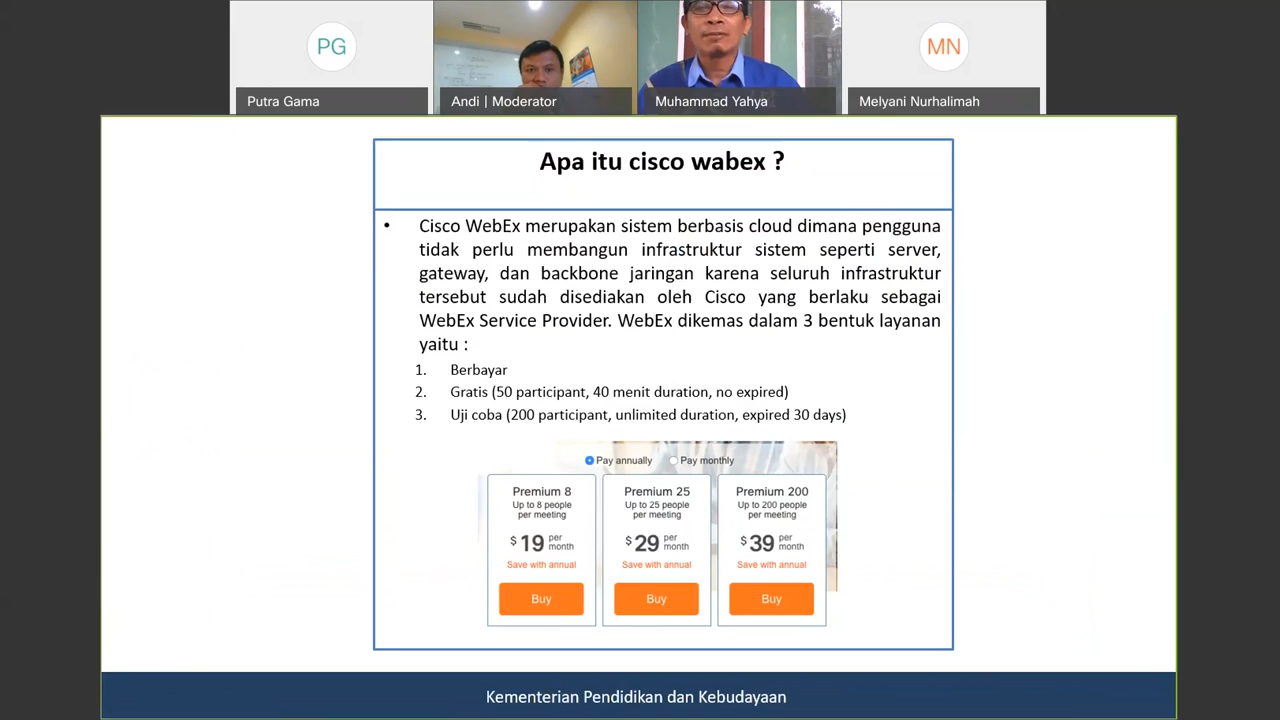 PG
MN
Putra Gama
Andi | Moderator
Muhammad Yahya
Melyani Nurhalimah
Apa itu cisco wabex ?
• Cisco WebEx merupakan sistem berbasis cloud dimana pengguna
tidak perlu membangun infrastruktur sistem seperti server,
gateway, dan backbone jaringan karena seluruh infrastruktur
tersebut sudah disediakan oleh Cisco yang berlaku sebagai
WebEx Service Provider. WebEx dikemas dalam 3 bentuk layanan
yaitu :
1. Berbayar
2. Gratis (50 participant, 40 menit duration, no expired)
3. Uji coba (200 participant, unlimited duration, expired 30 days)
Pay annually Pay monthly
Premium 8
Up to 8 people
per meeting
$ 19 per
month
Save with annual
Buy
Premium 25
Up to 25 people
per meeting
$ 29 per
month
Save with annual
Buy
Premium 200
Up to 200 people
per meeting
$ 39 per
month
Save with annual
Buy
Kementerian Pendidikan dan Kebudayaan